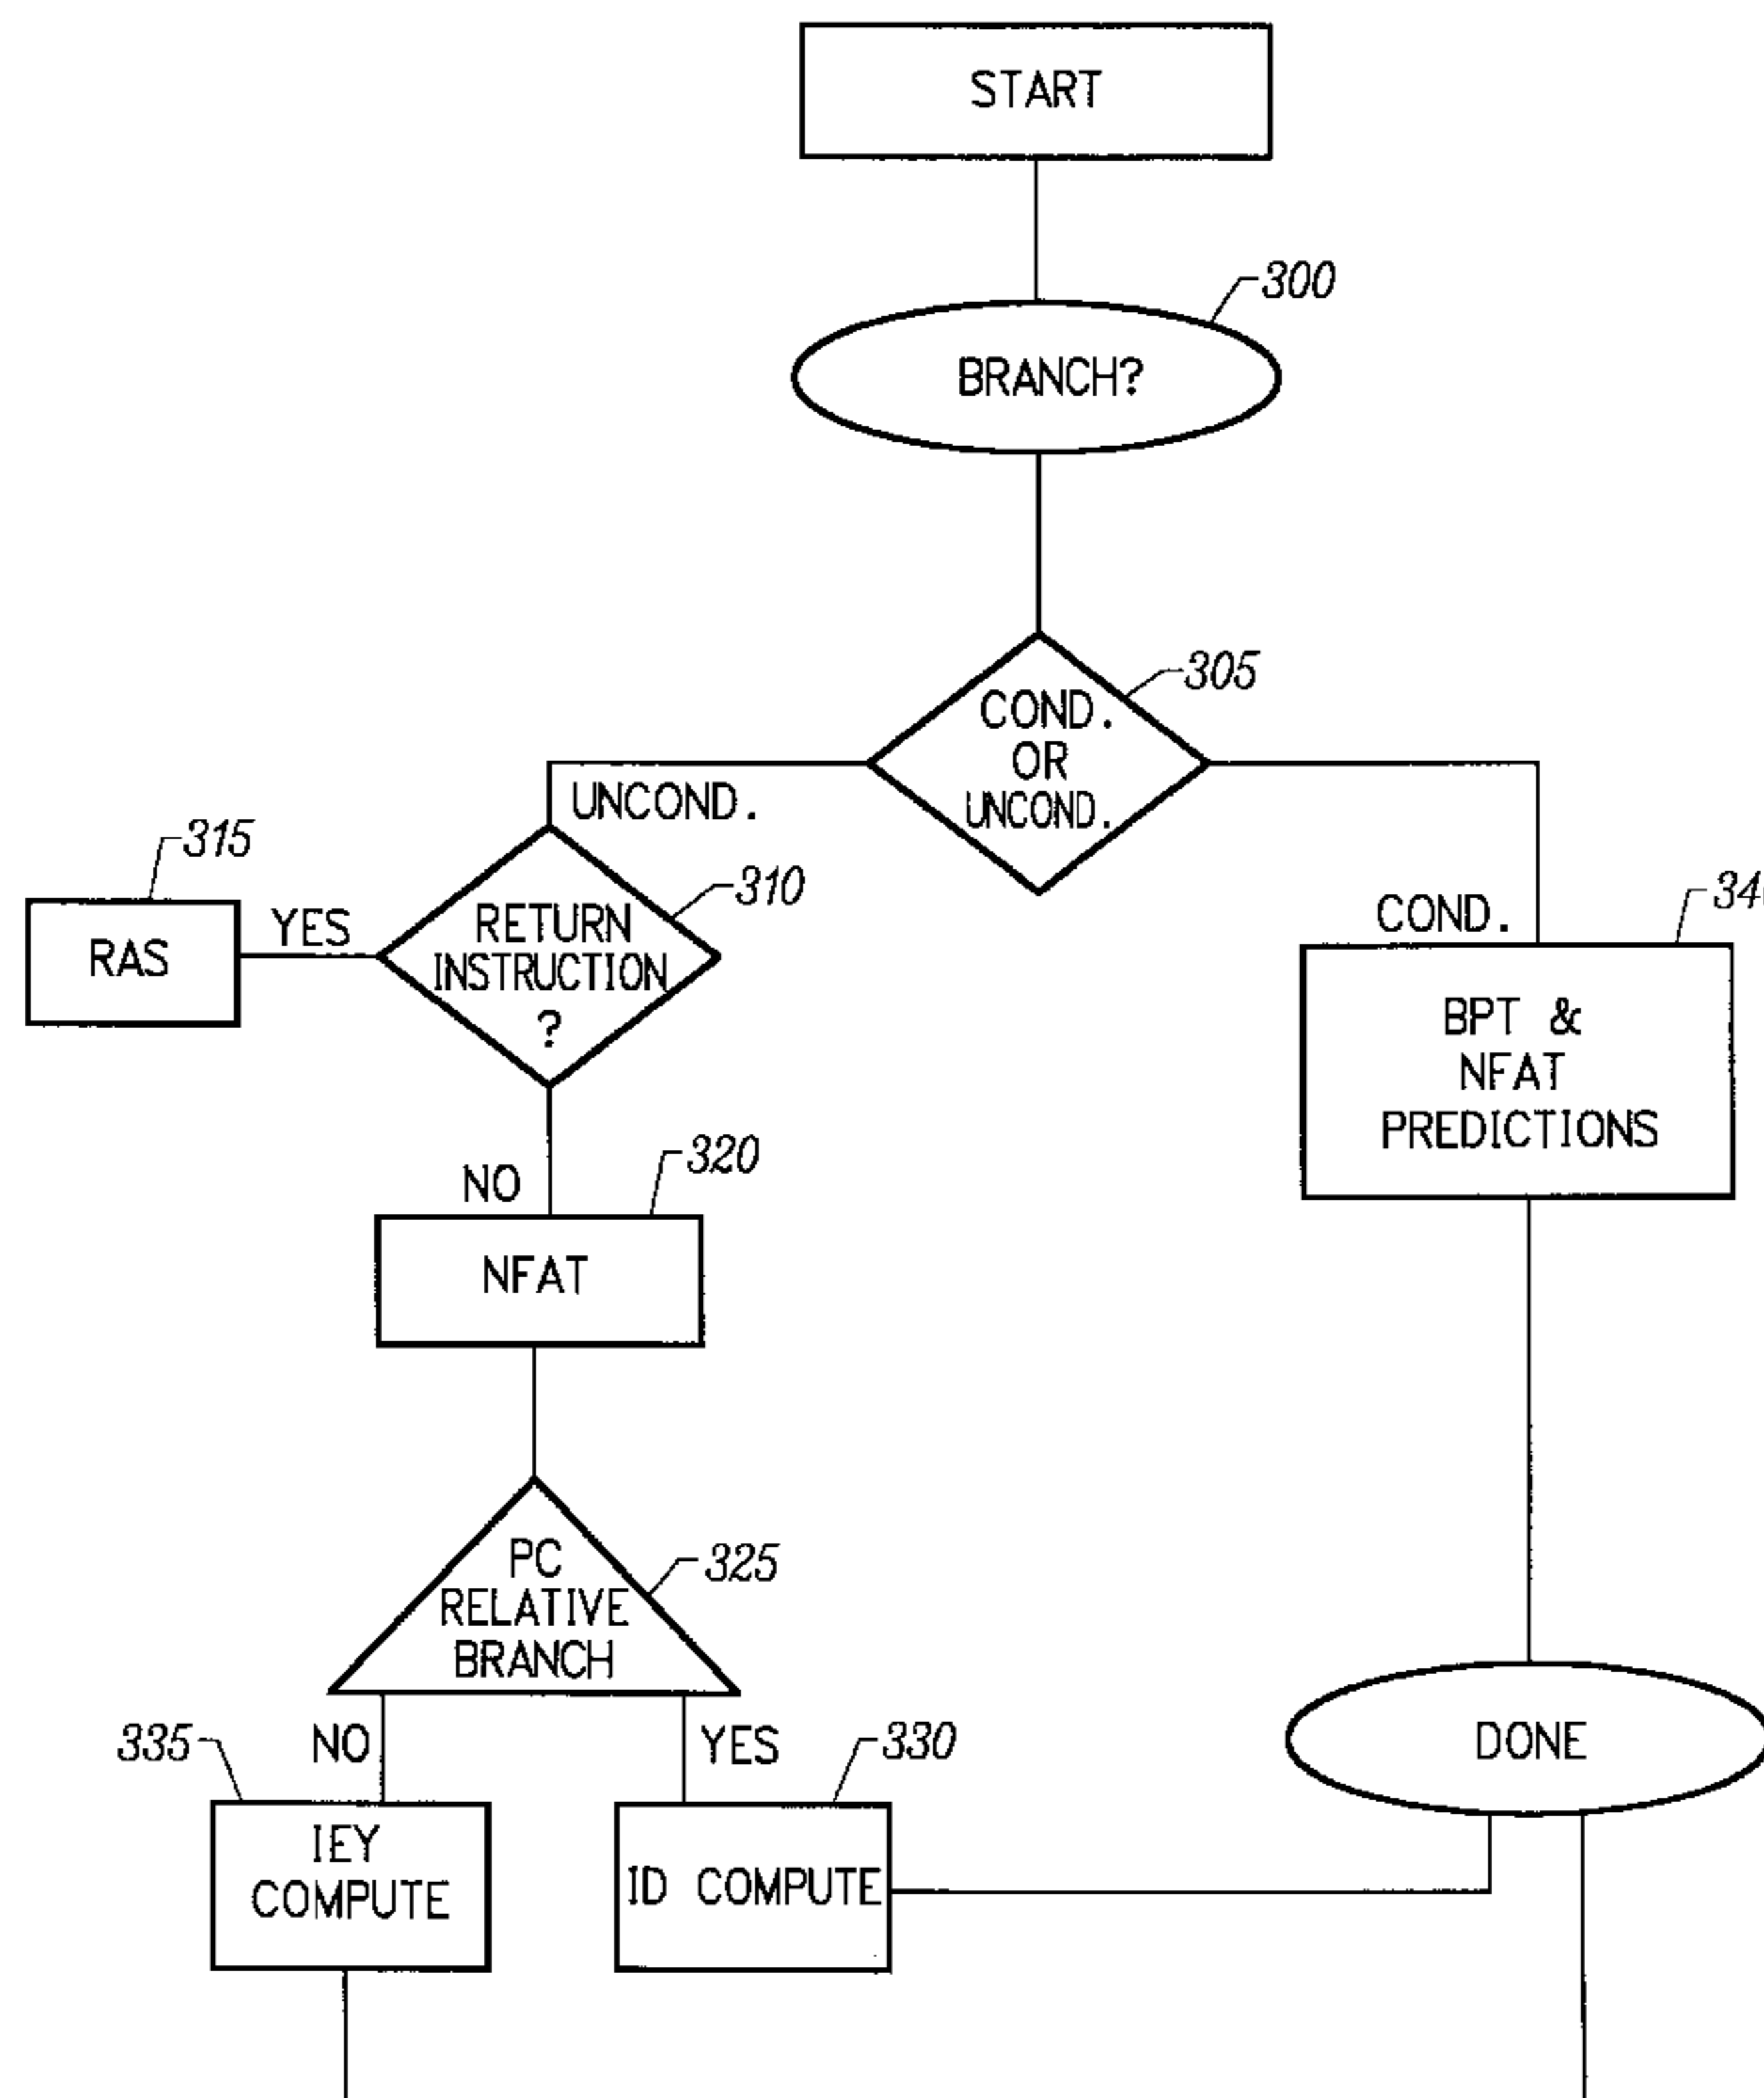 START
300
BRANCH?
305
COND.
OR
UNCOND.
UNCOND.
315
310
RAS
YES
RETURN
INSTRUCTION
?
COND.
BPT &
NFAT
PREDICTIONS
NO
320
NFAT
PC
RELATIVE
BRANCH
325
335
NO
YES
330
DONE
IEY
COMPUTE
ID COMPUTE